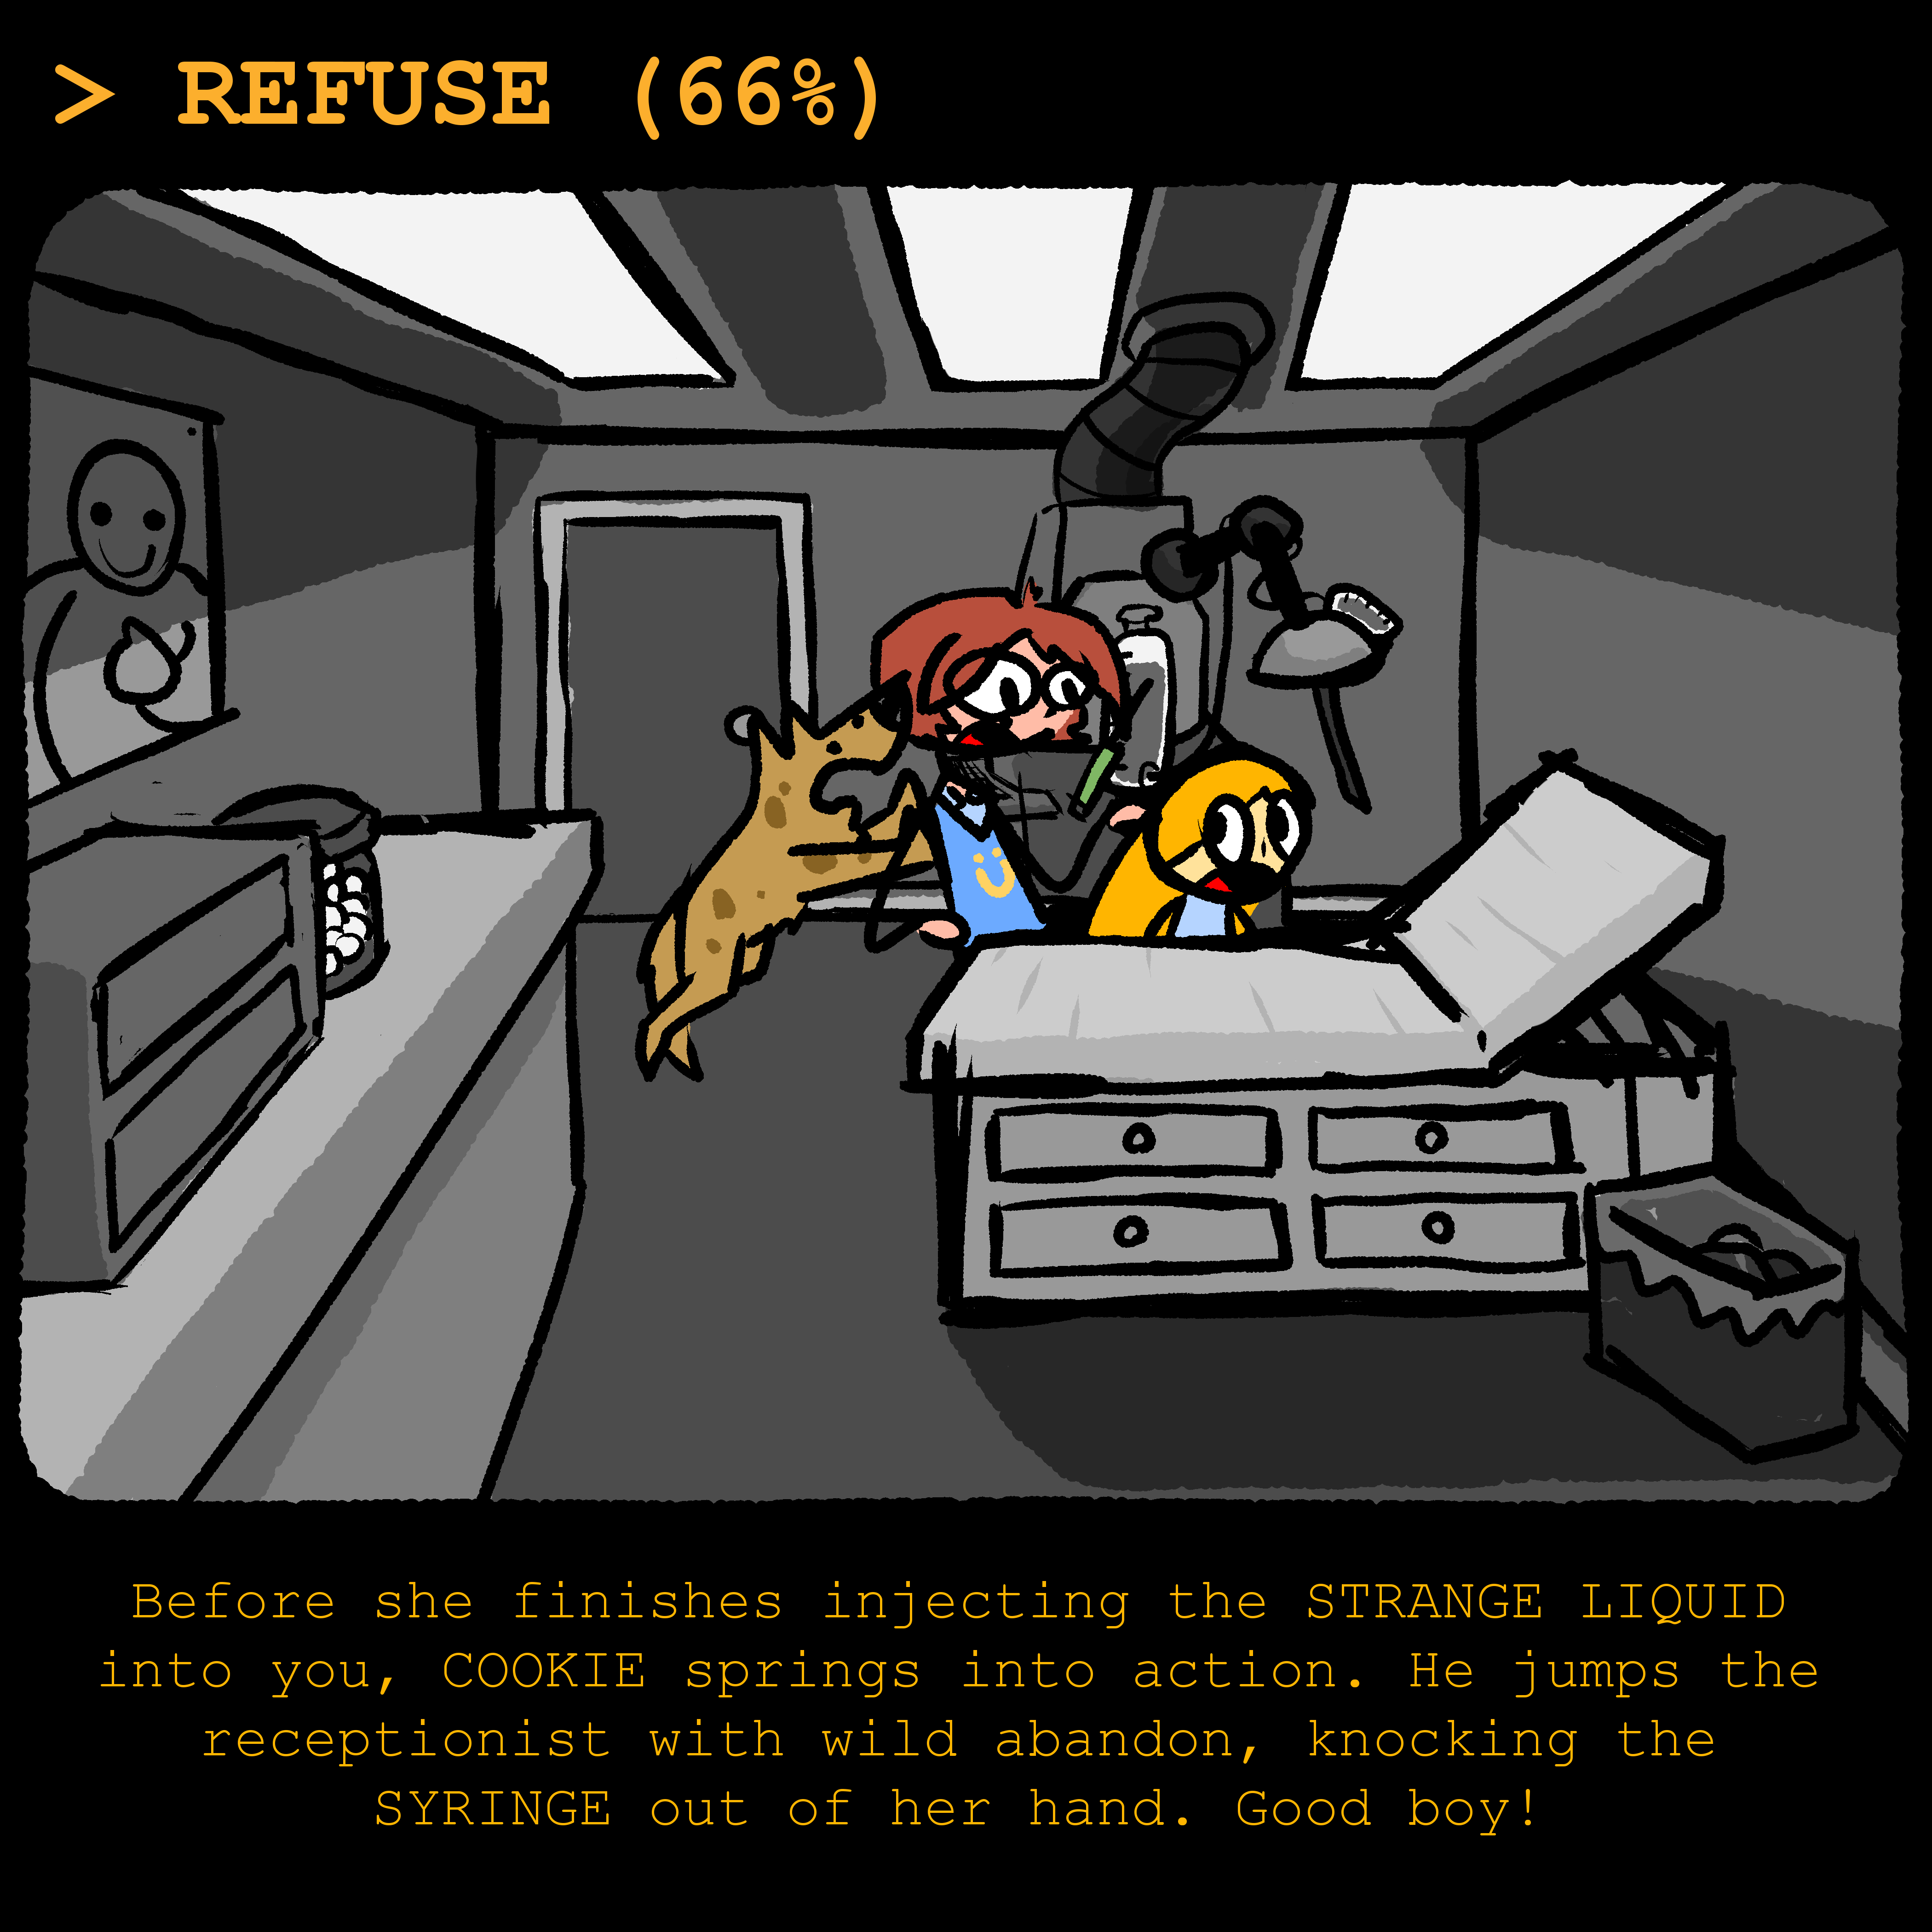 > REFUSE (66%)
Before she finishes injecting the STRANGE LIQUID
into you, COOKIE springs into action. He jumps the
receptionist with wild abandon, knocking the
SYRINGE out of her hand. Good boy!